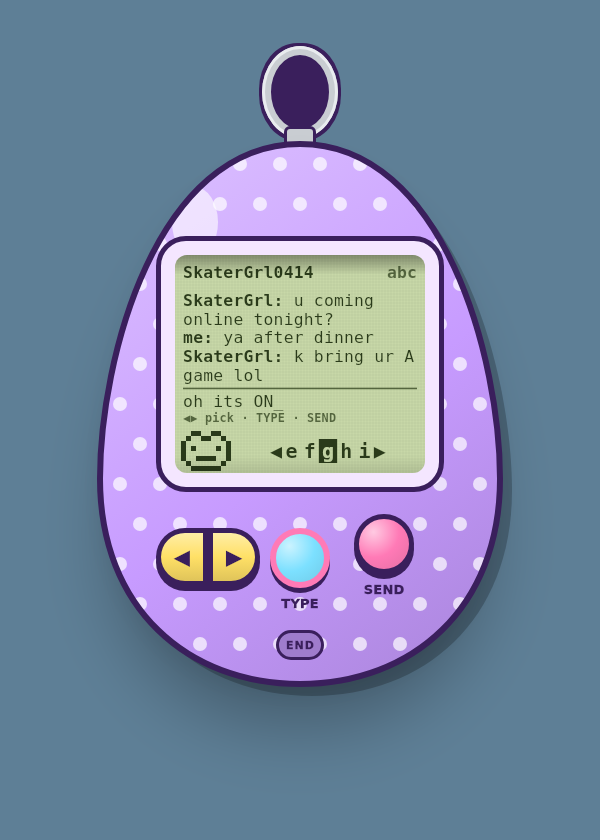 SkaterGrl0414 abc
SkaterGrl: u coming
online tonight?
me: ya after dinner
SkaterGrl: k bring ur A
game lol
oh its ON_
◀▶ pick · TYPE · SEND
◀ e f g h i ▶
◀ ▶
TYPE
SEND
END